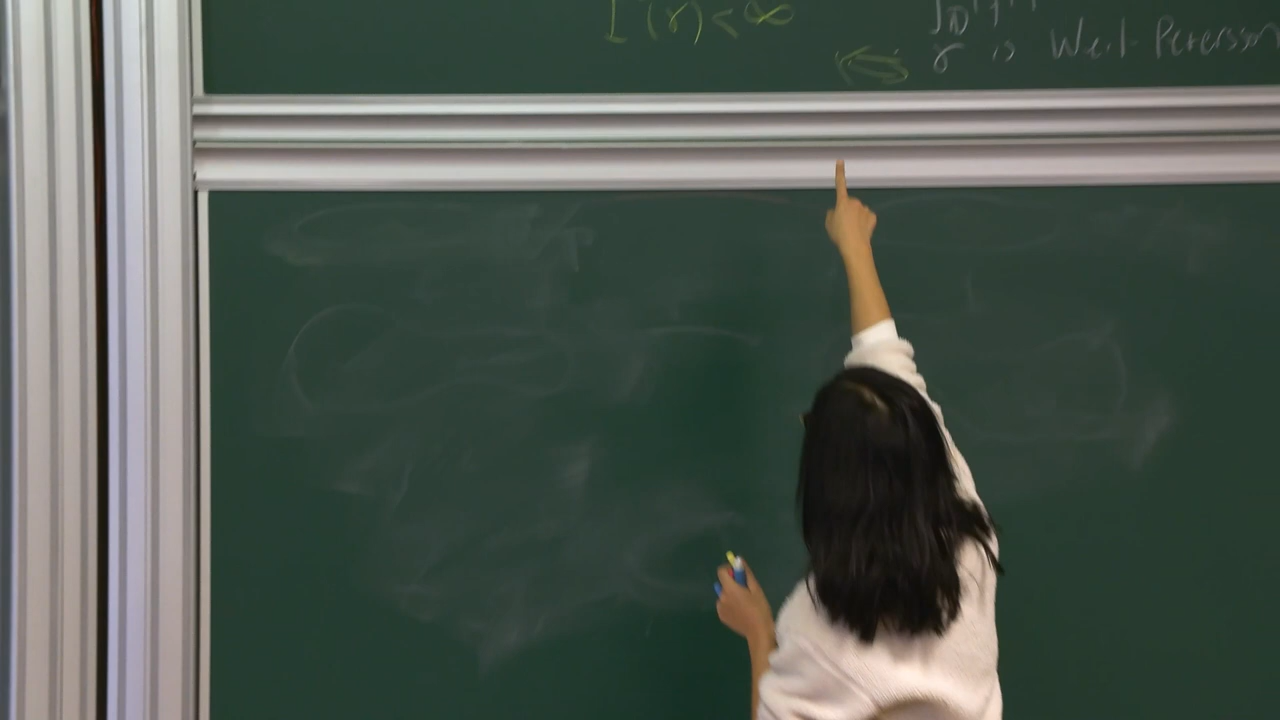 I (γ) < ∞
⟺ γ is Weil-Petersson